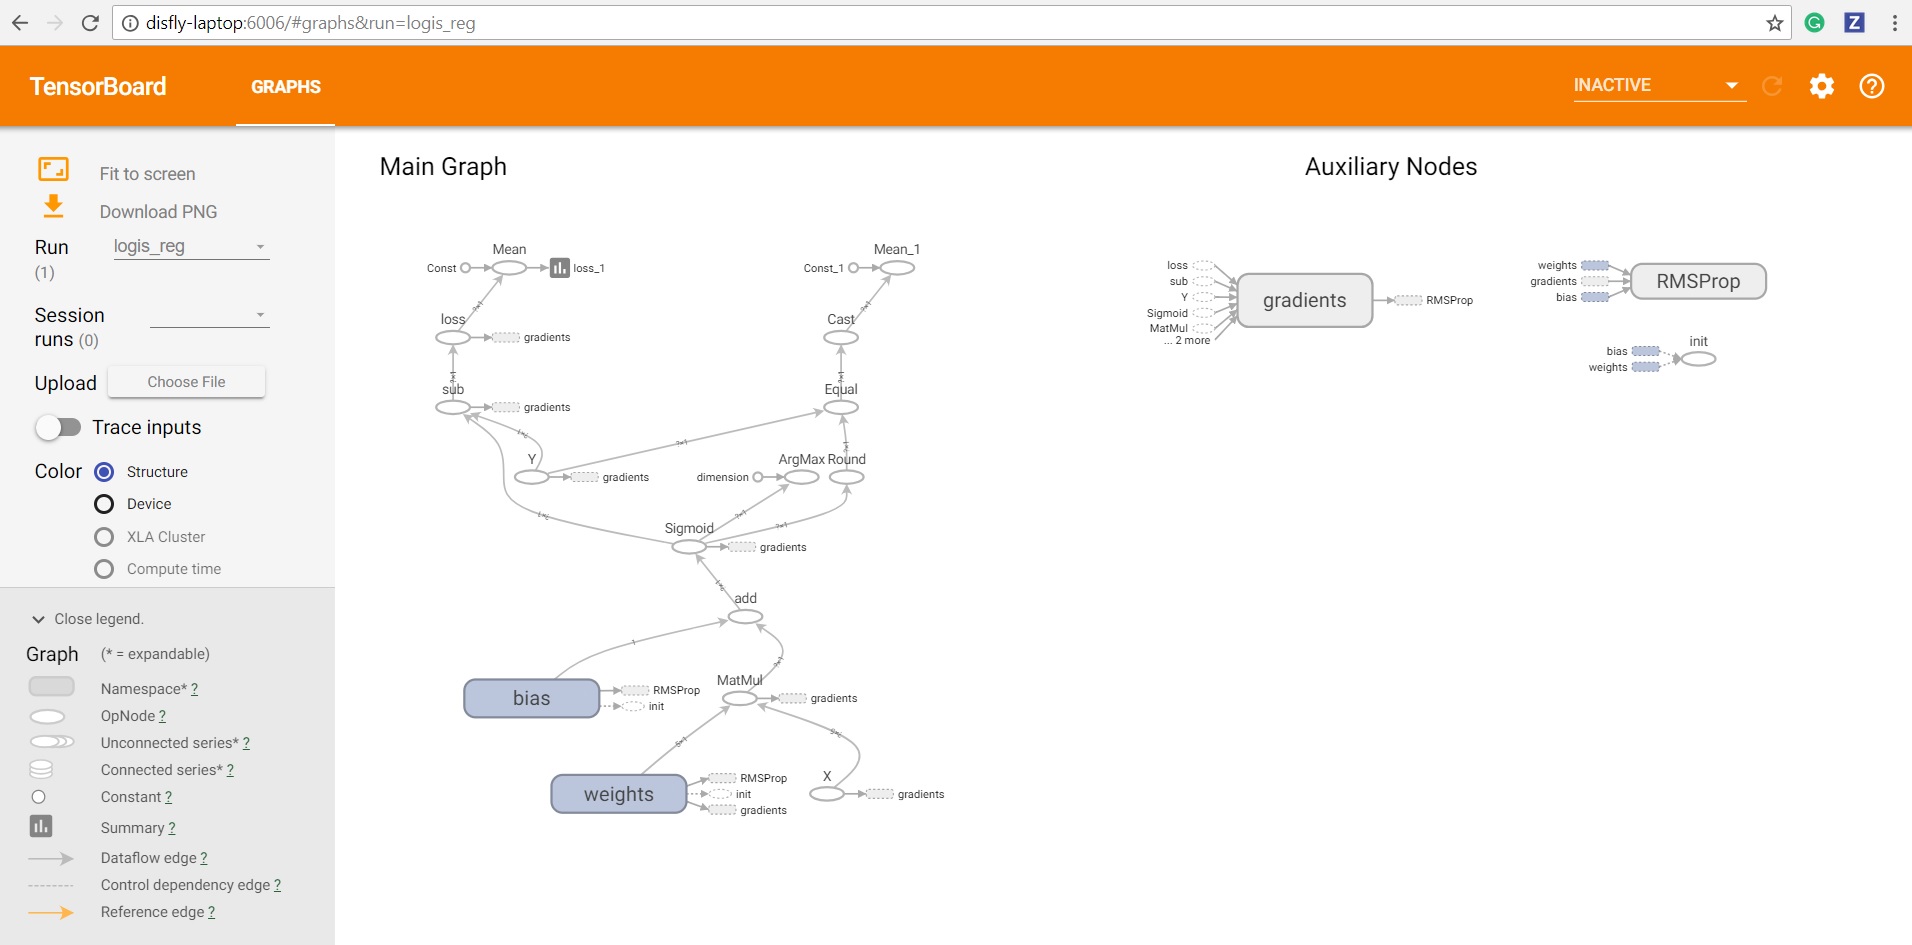 disfly-laptop:6006/#graphs&run=logis_reg
TensorBoard
GRAPHS
INACTIVE
Fit to screen
Download PNG
Run
(1)
logis_reg
Session
runs (0)
Upload
Choose File
Trace inputs
Color
Structure
Device
XLA Cluster
Compute time
Close legend.
Graph
(* = expandable)
Namespace* ?
OpNode ?
Unconnected series* ?
Connected series* ?
Constant ?
Summary ?
Dataflow edge ?
Control dependency edge ?
Reference edge ?
Main Graph
Mean
Const
loss_1
Mean_1
Const_1
loss
gradients
Cast
sub
gradients
Equal
Y
gradients
dimension
ArgMax
Round
Sigmoid
gradients
add
bias
RMSProp
init
MatMul
gradients
weights
RMSProp
init
gradients
X
gradients
Auxiliary Nodes
loss
sub
Y
Sigmoid
MatMul
... 2 more
gradients
RMSProp
weights
gradients
bias
RMSProp
init
bias
weights